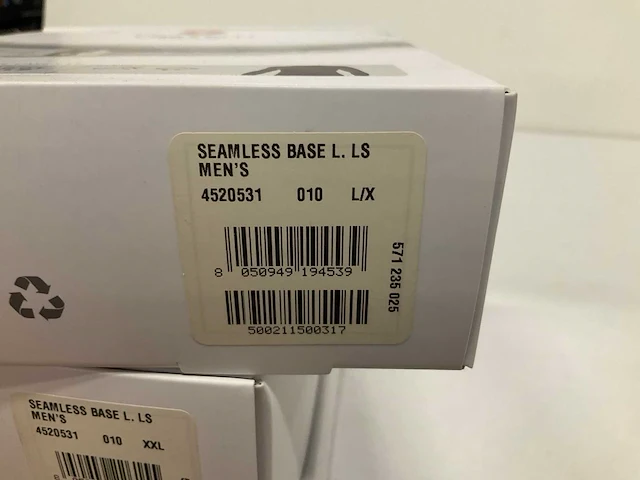 SEAMLESS BASE L. LS
MEN'S
4520531 010 L/X
8 050949 194539
500211500317
571 235 025
SEAMLESS BASE L. LS
MEN'S
4520531 010 XXL